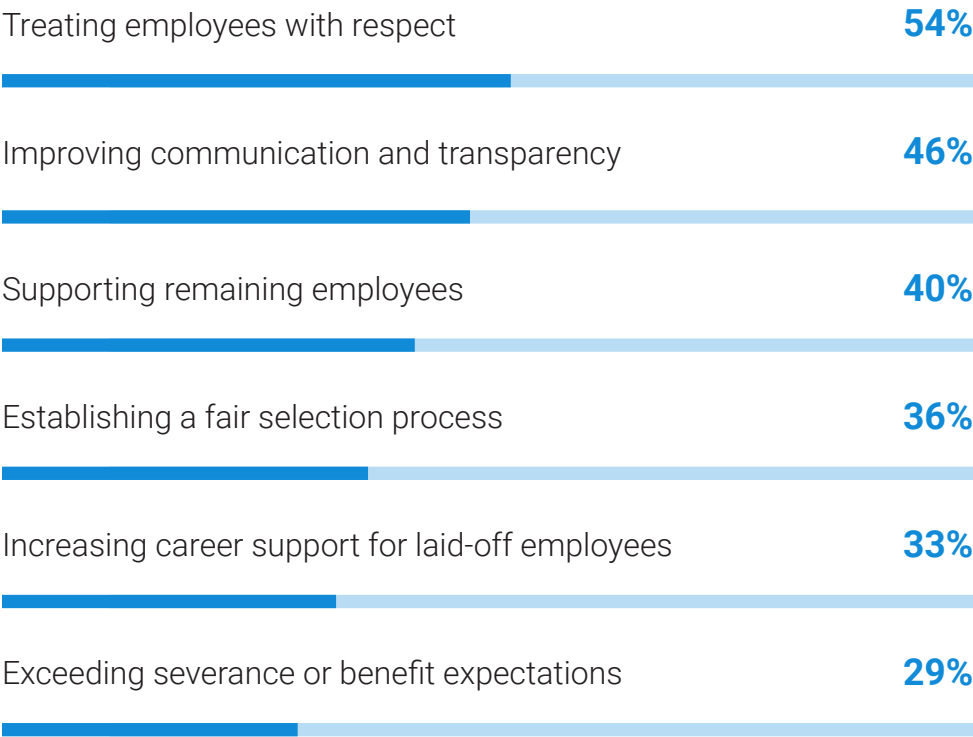 Treating employees with respect 54%
Improving communication and transparency 46%
Supporting remaining employees 40%
Establishing a fair selection process 36%
Increasing career support for laid-off employees 33%
Exceeding severance or benefit expectations 29%